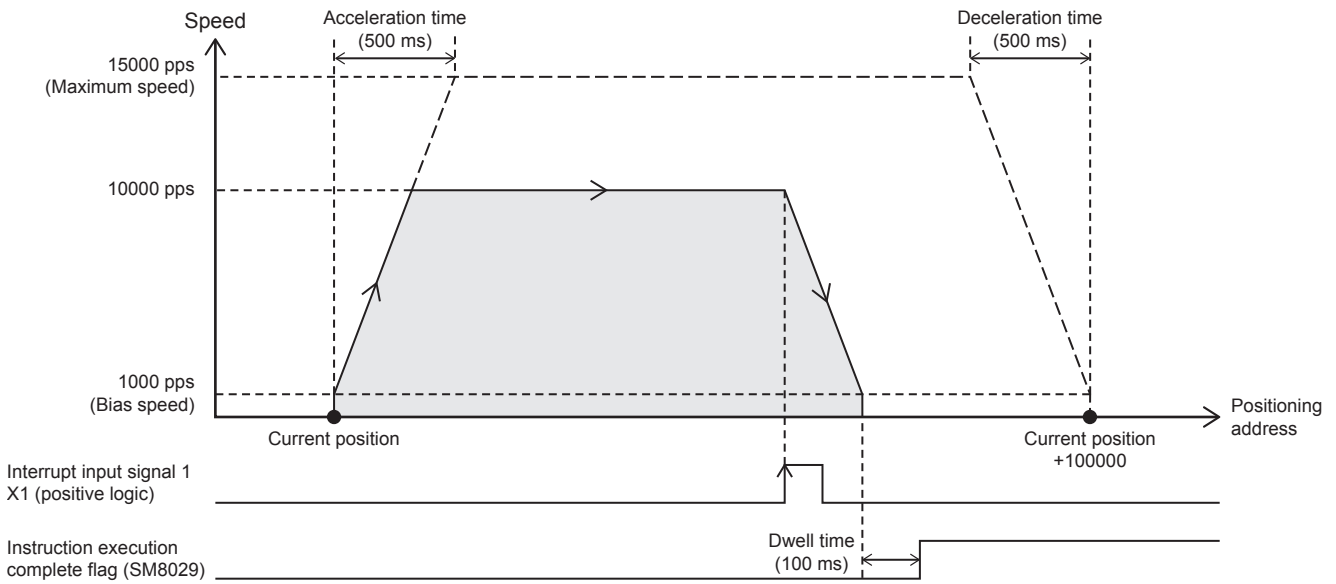 Speed
Acceleration time
(500 ms)
Deceleration time
(500 ms)
15000 pps
(Maximum speed)
10000 pps
1000 pps
(Bias speed)
Positioning
address
Current position
Current position
+100000
Interrupt input signal 1
X1 (positive logic)
Dwell time
(100 ms)
Instruction execution
complete flag (SM8029)